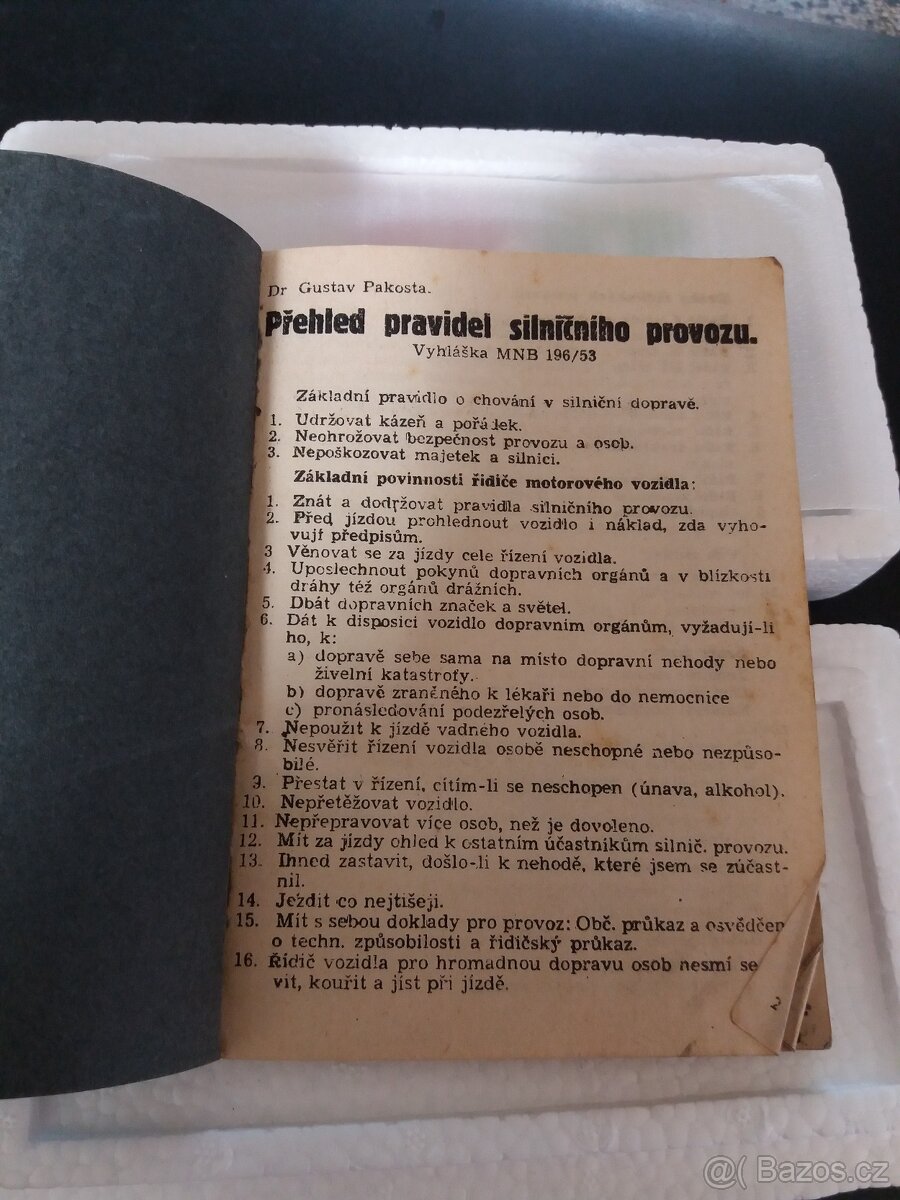 Dr Gustav Pakosta.
Přehled pravidel silničního provozu.
Vyhláška MNB 196/53
Základní pravidlo o chování v silniční dopravě.
1. Udržovat kázeň a pořádek.
2. Neohrožovat bezpečnost provozu a osob.
3. Nepoškozovat majetek a silnici.
Základní povinnosti řidiče motorového vozidla:
1. Znát a dodržovat pravidla silničního provozu.
2. Před jízdou prohlednout vozidlo i náklad, zda vyho-
vují předpisům.
3 Věnovat se za jízdy cele řízení vozidla.
4. Uposlechnout pokynů dopravních orgánů a v blízkosti
dráhy též orgánů drážních.
5. Dbát dopravních značek a světel.
6. Dát k disposici vozidlo dopravním orgánům, vyžadují-li
ho, k:
a) dopravě sebe sama na místo dopravní nehody nebo
živelní katastrofy.
b) dopravě zraněného k lékaři nebo do nemocnice
c) pronásledování podezřelých osob.
7. Nepoužít k jízdě vadného vozidla.
8. Nesvěřit řízení vozidla osobě neschopné nebo nezpůso-
bilé.
9. Přestat v řízení, cítím-li se neschopen (únava, alkohol).
10. Nepřetěžovat vozidlo.
11. Nepřepravovat více osob, než je dovoleno.
12. Mít za jízdy ohled k ostatním účastníkům silnič. provozu.
13. Ihned zastavit, došlo-li k nehodě, které jsem se zúčast-
nil.
14. Jezdit co nejtišeji.
15. Mít s sebou doklady pro provoz: Obč. průkaz a osvědčen
o techn. způsobilosti a řidičský průkaz.
16. Řidič vozidla pro hromadnou dopravu osob nesmí se
vit, kouřit a jíst při jízdě.
2
@( Bazos.cz